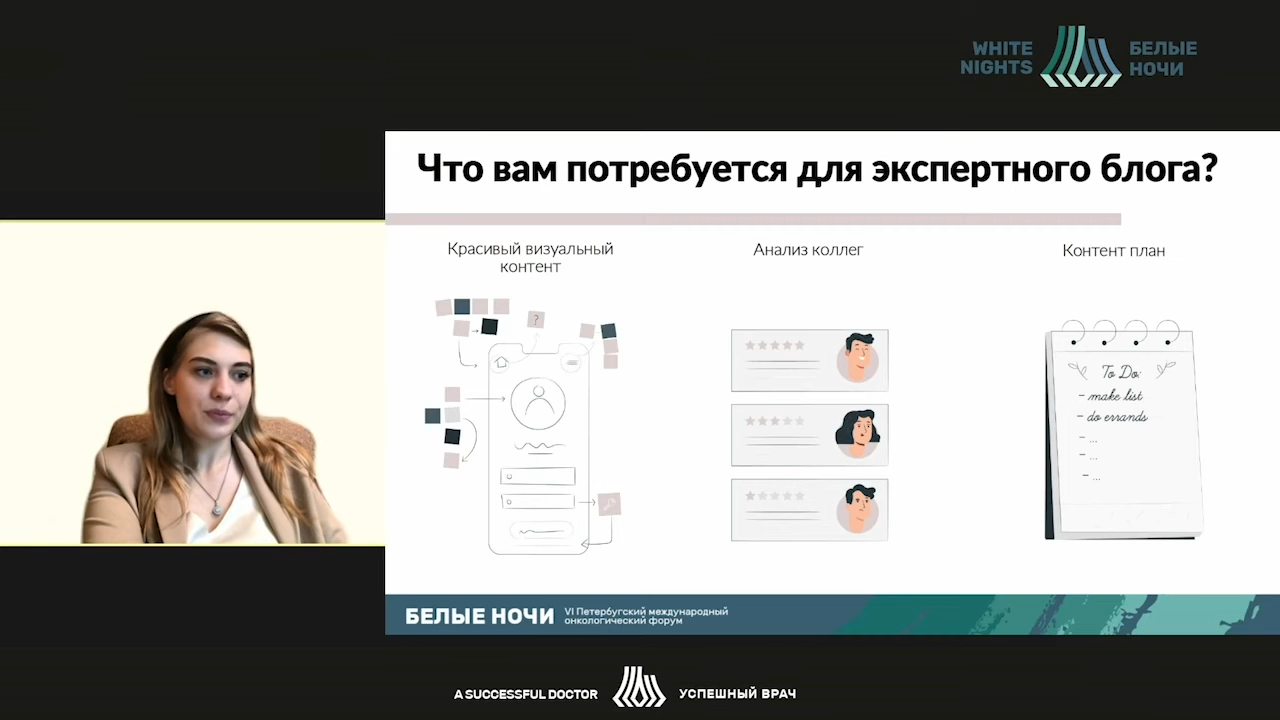 WHITE
NIGHTS
БЕЛЫЕ
НОЧИ
Что вам потребуется для экспертного блога?
Красивый визуальный
контент
Анализ коллег
Контент план
?
To Do:
- make list
- do errands
- ...
- ...
- ...
БЕЛЫЕ НОЧИ
VI Петербугский международный
онкологический форум
A SUCCESSFUL DOCTOR
УСПЕШНЫЙ ВРАЧ